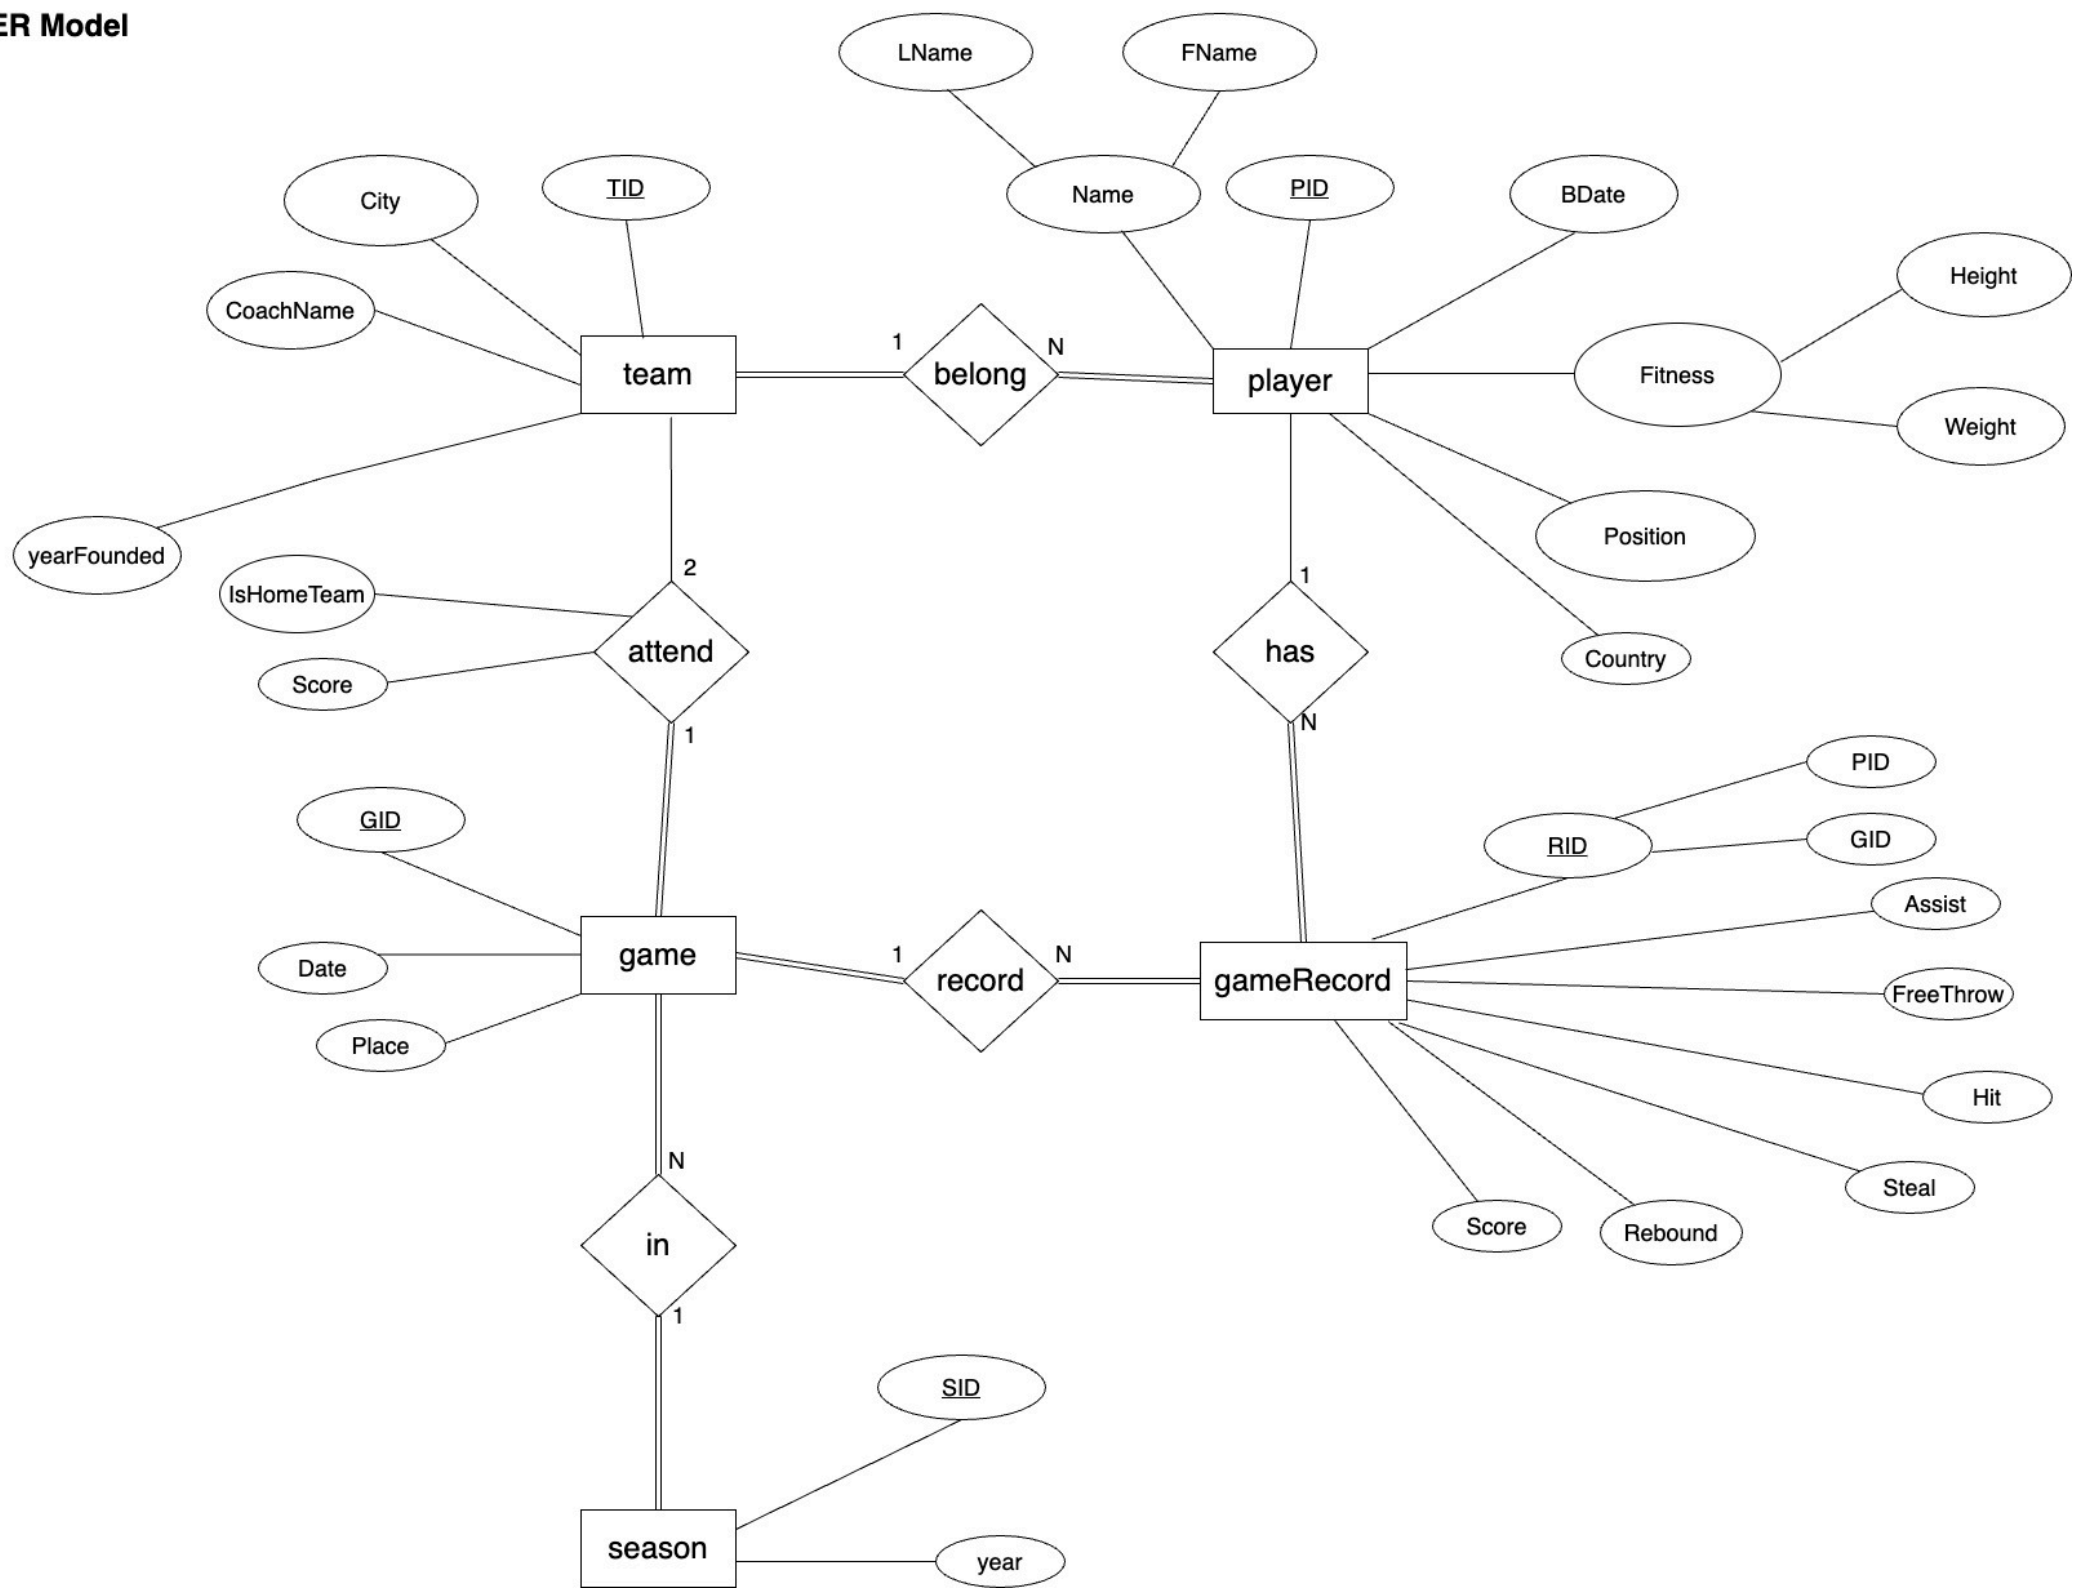 ER Model
LName
FName
City
TID
Name
PID
BDate
Height
CoachName
team
1
belong
N
player
Fitness
Weight
yearFounded
IsHomeTeam
2
attend
Score
1
1
has
N
Position
Country
GID
PID
RID
GID
Assist
Date
game
1
record
N
gameRecord
FreeThrow
Place
Hit
N
Steal
in
Score
Rebound
1
SID
season
year